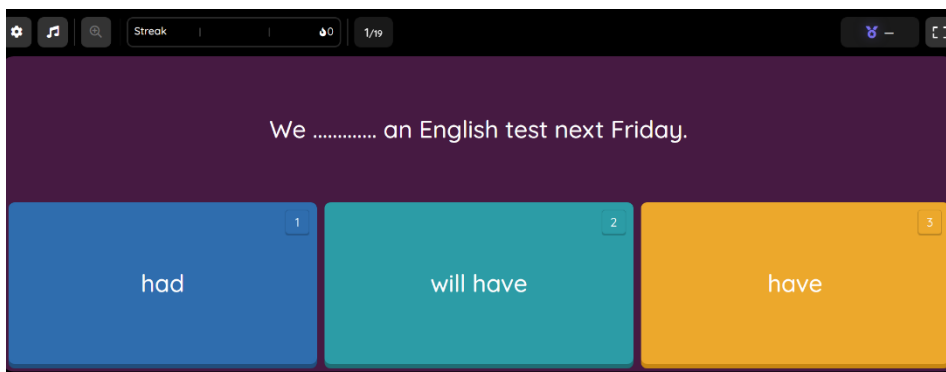 Streak 0 1/19 –
We ............. an English test next Friday.
1 2 3
had will have have